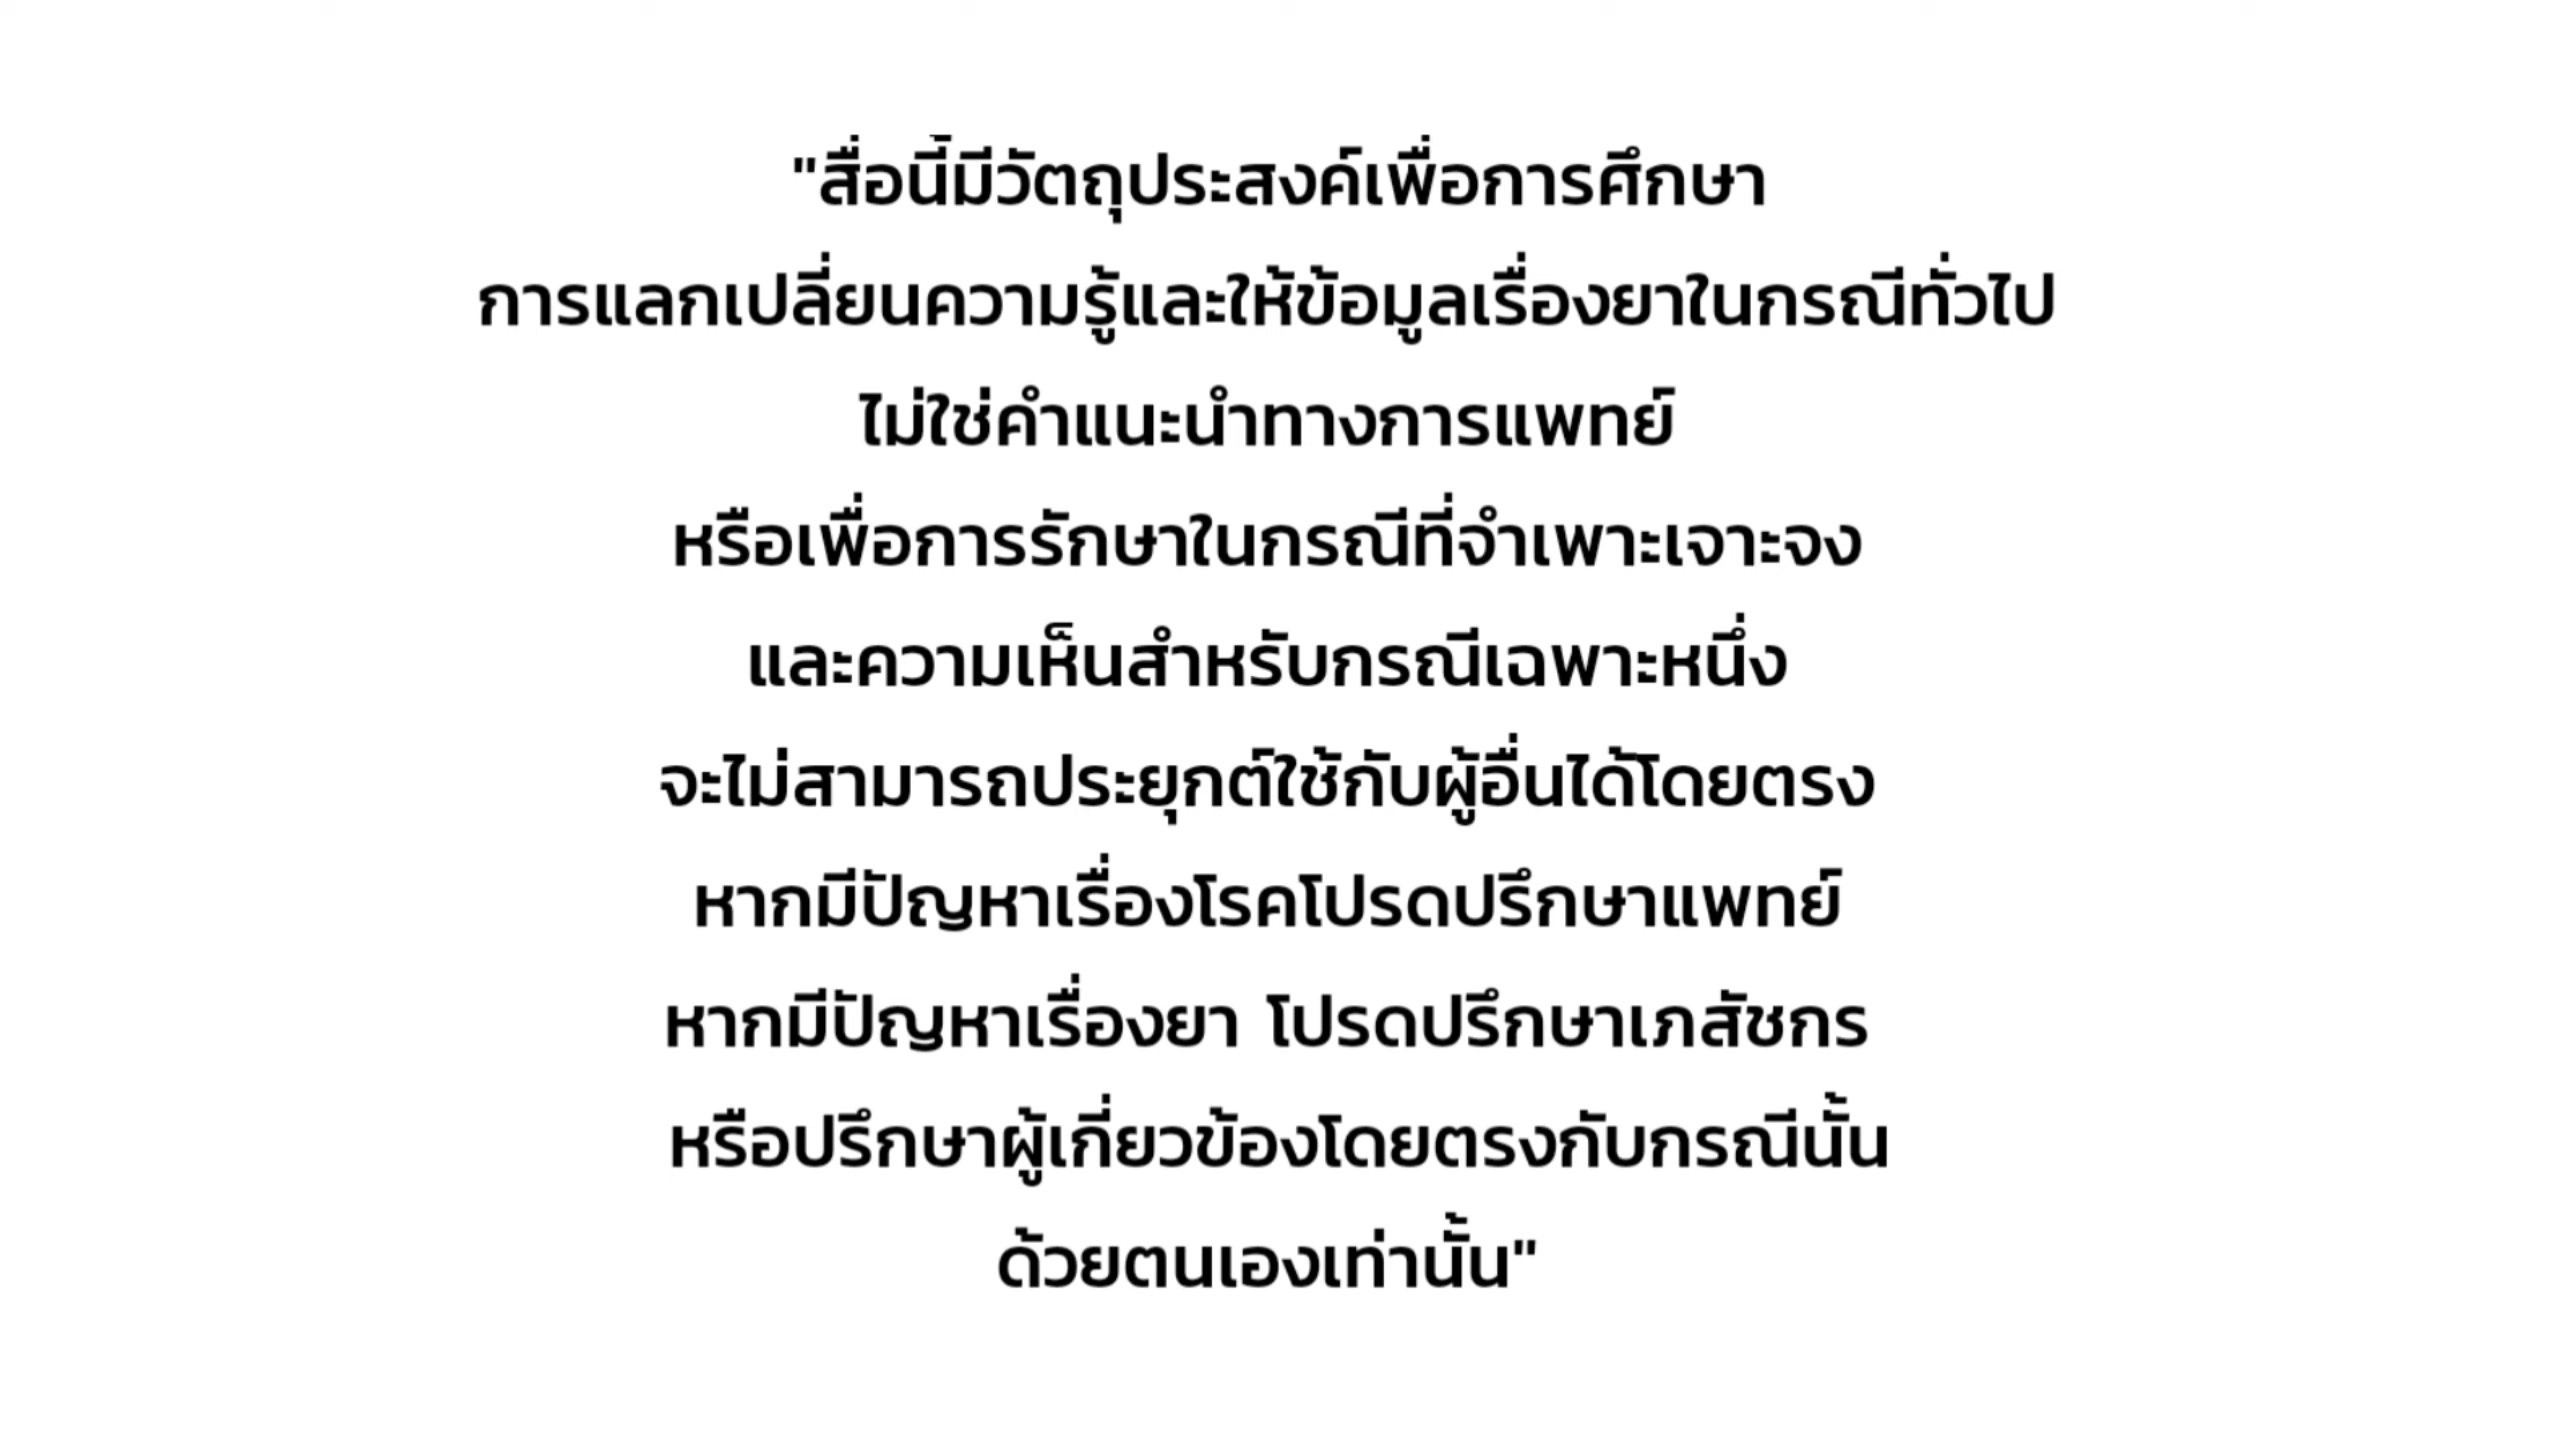 "สื่อนี้มีวัตถุประสงค์เพื่อการศึกษา
การแลกเปลี่ยนความรู้และให้ข้อมูลเรื่องยาในกรณีทั่วไป
ไม่ใช่คำแนะนำทางการแพทย์
หรือเพื่อการรักษาในกรณีที่จำเพาะเจาะจง
และความเห็นสำหรับกรณีเฉพาะหนึ่ง
จะไม่สามารถประยุกต์ใช้กับผู้อื่นได้โดยตรง
หากมีปัญหาเรื่องโรคโปรดปรึกษาแพทย์
หากมีปัญหาเรื่องยา โปรดปรึกษาเภสัชกร
หรือปรึกษาผู้เกี่ยวข้องโดยตรงกับกรณีนั้น
ด้วยตนเองเท่านั้น"